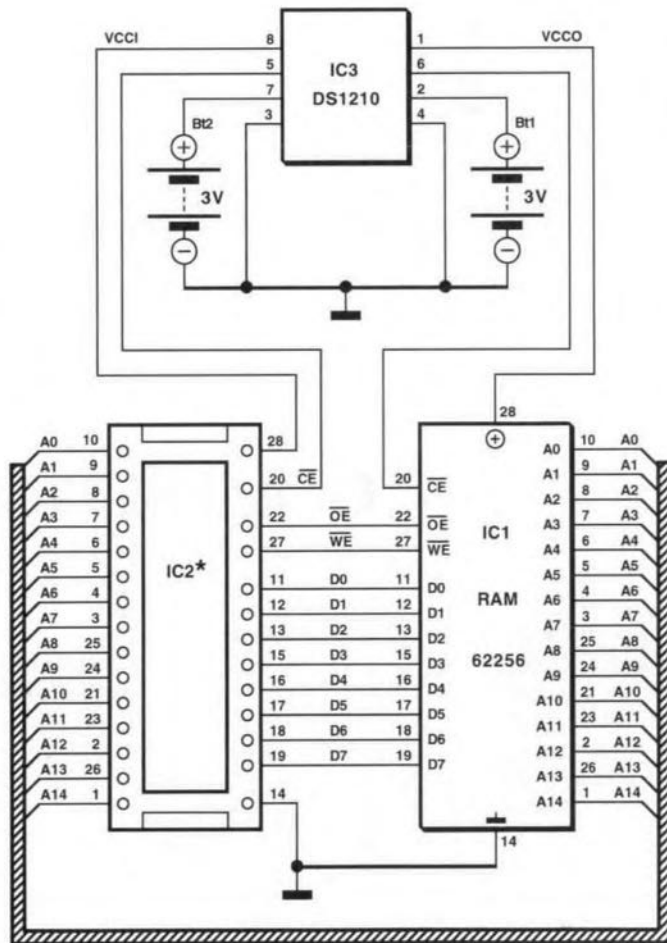 VCCI 8 1 VCCO
5 IC3 6
7 DS1210 2
3 4
Bt2 Bt1
+ +
3V 3V
− −
28
A0 10 28 + A0 10 A0
A1 9 A1 9 A1
20 CE 20 CE
A2 8 A2 8 A2
A3 7 22 OE 22 OE IC1 A3 7 A3
A4 6 27 WE 27 WE A4 6 A4
IC2*
A5 5 11 D0 11 D0 A5 5 A5
A6 4 12 D1 12 D1 RAM A6 4 A6
A7 3 13 D2 13 D2 A7 3 A7
A8 25 15 D3 15 D3 62256 A8 25 A8
A9 24 16 D4 16 D4 A9 24 A9
A10 21 17 D5 17 D5 A10 21 A10
A11 23 18 D6 18 D6 A11 23 A11
A12 2 19 D7 19 D7 A12 2 A12
A13 26 A13 26 A13
A14 1 14 A14 1 A14
14